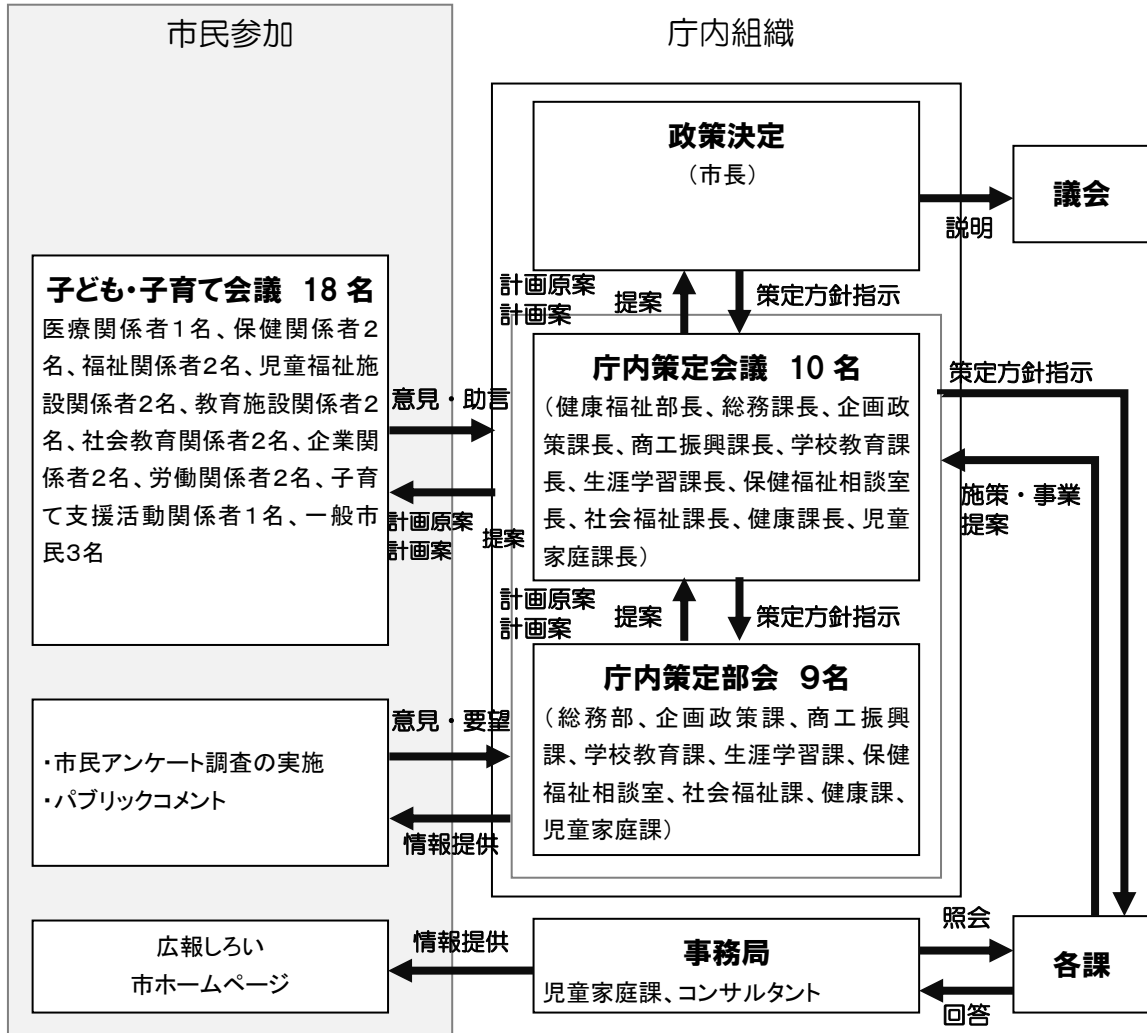 市民参加
庁内組織
政策決定
(市長)
議会
説明
計画原案
計画案
提案
策定方針指示
子ども・子育て会議 18名
医療関係者1名、保健関係者2
名、福祉関係者2名、児童福祉施
設関係者2名、教育施設関係者2
名、社会教育関係者2名、企業関
係者2名、労働関係者2名、子育
て支援活動関係者1名、一般市
民3名
意見・助言
計画原案
計画案
提案
庁内策定会議 10名
(健康福祉部長、総務課長、企画政
策課長、商工振興課長、学校教育課
長、生涯学習課長、保健福祉相談室
長、社会福祉課長、健康課長、児童
家庭課長)
策定方針指示
施策・事業
提案
計画原案
計画案
提案
策定方針指示
庁内策定部会 9名
(総務部、企画政策課、商工振興
課、学校教育課、生涯学習課、保健
福祉相談室、社会福祉課、健康課、
児童家庭課)
・市民アンケート調査の実施
・パブリックコメント
意見・要望
情報提供
広報しろい
市ホームページ
情報提供
事務局
児童家庭課、コンサルタント
照会
回答
各課